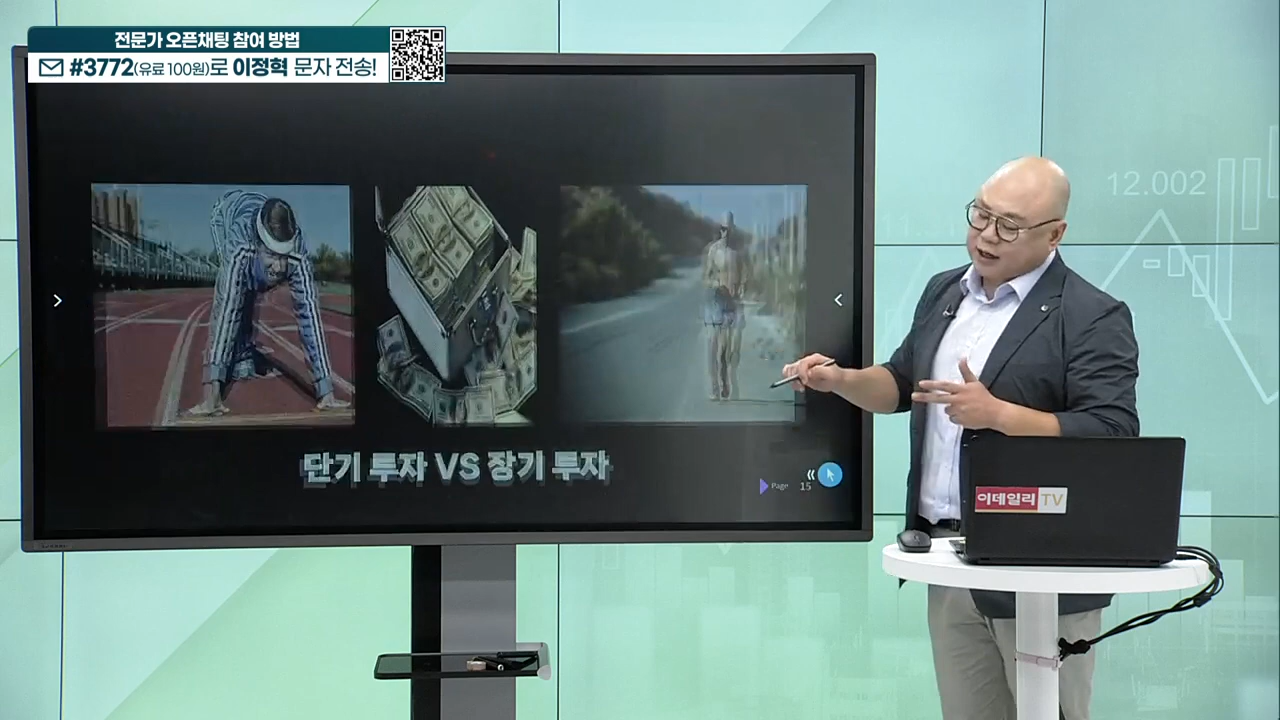 전문가 오픈채팅 참여 방법
#3772(유료 100원)로 이정혁 문자 전송!
12.002
단기 투자 VS 장기 투자
Page 15
이데일리 TV